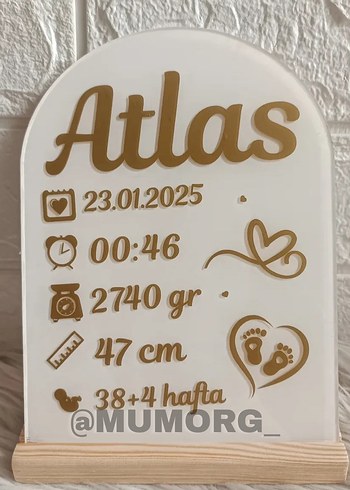 Atlas
23.01.2025
00:46
2740 gr
47 cm
38+4 hafta
@MUMORG_